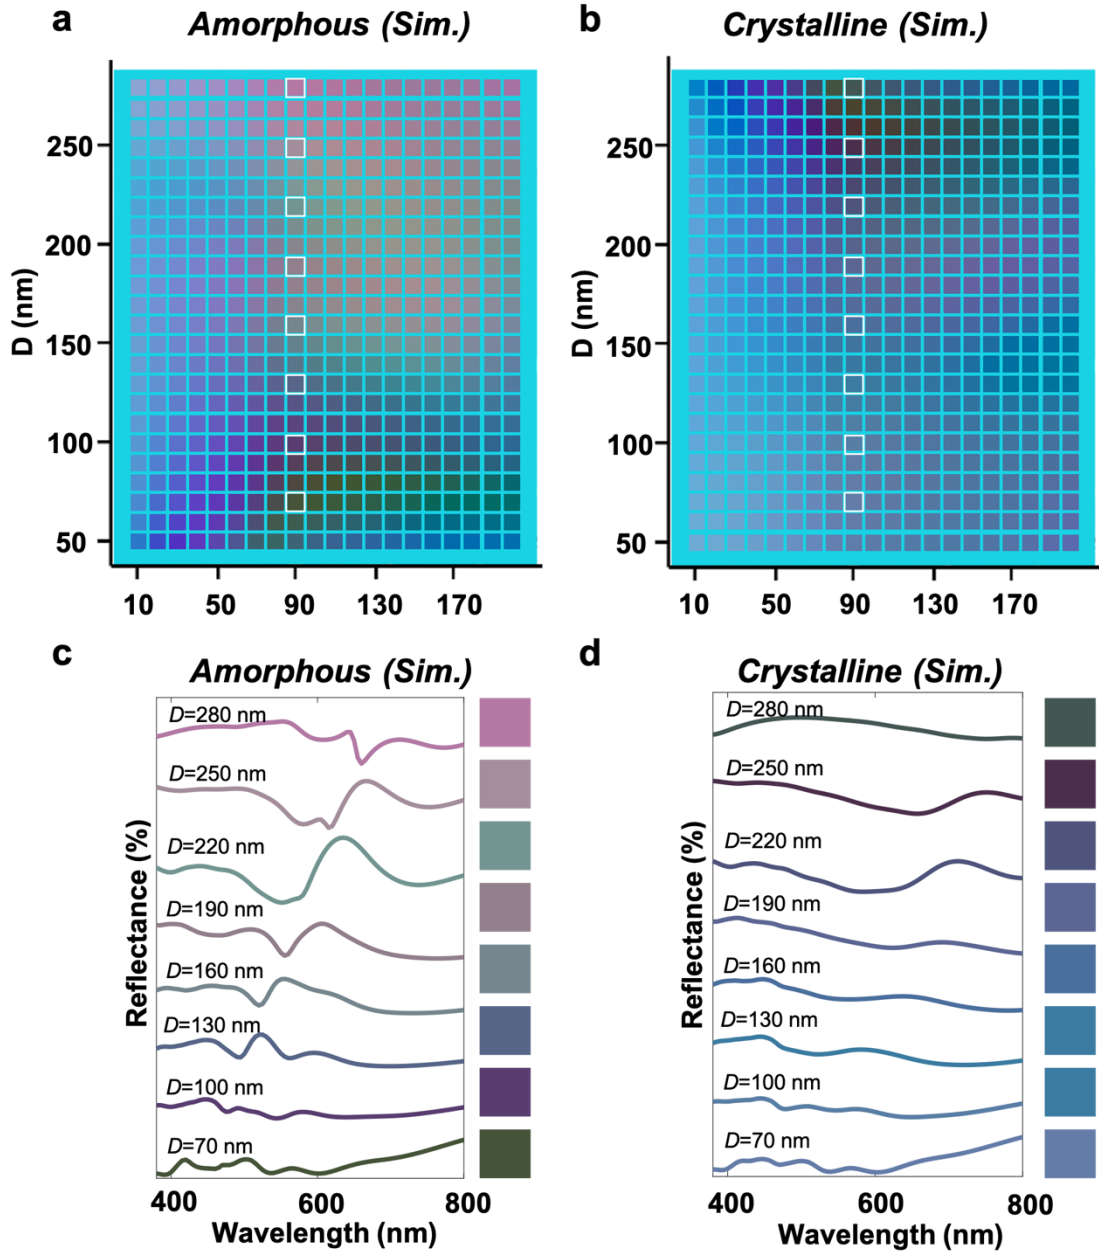 a
Amorphous (Sim.)
b
Crystalline (Sim.)
D (nm)
250
200
150
100
50
10 50 90 130 170
D (nm)
250
200
150
100
50
10 50 90 130 170
c
Amorphous (Sim.)
d
Crystalline (Sim.)
Reflectance (%)
D=280 nm
D=250 nm
D=220 nm
D=190 nm
D=160 nm
D=130 nm
D=100 nm
D=70 nm
400 600 800
Wavelength (nm)
Reflectance (%)
D=280 nm
D=250 nm
D=220 nm
D=190 nm
D=160 nm
D=130 nm
D=100 nm
D=70 nm
400 600 800
Wavelength (nm)